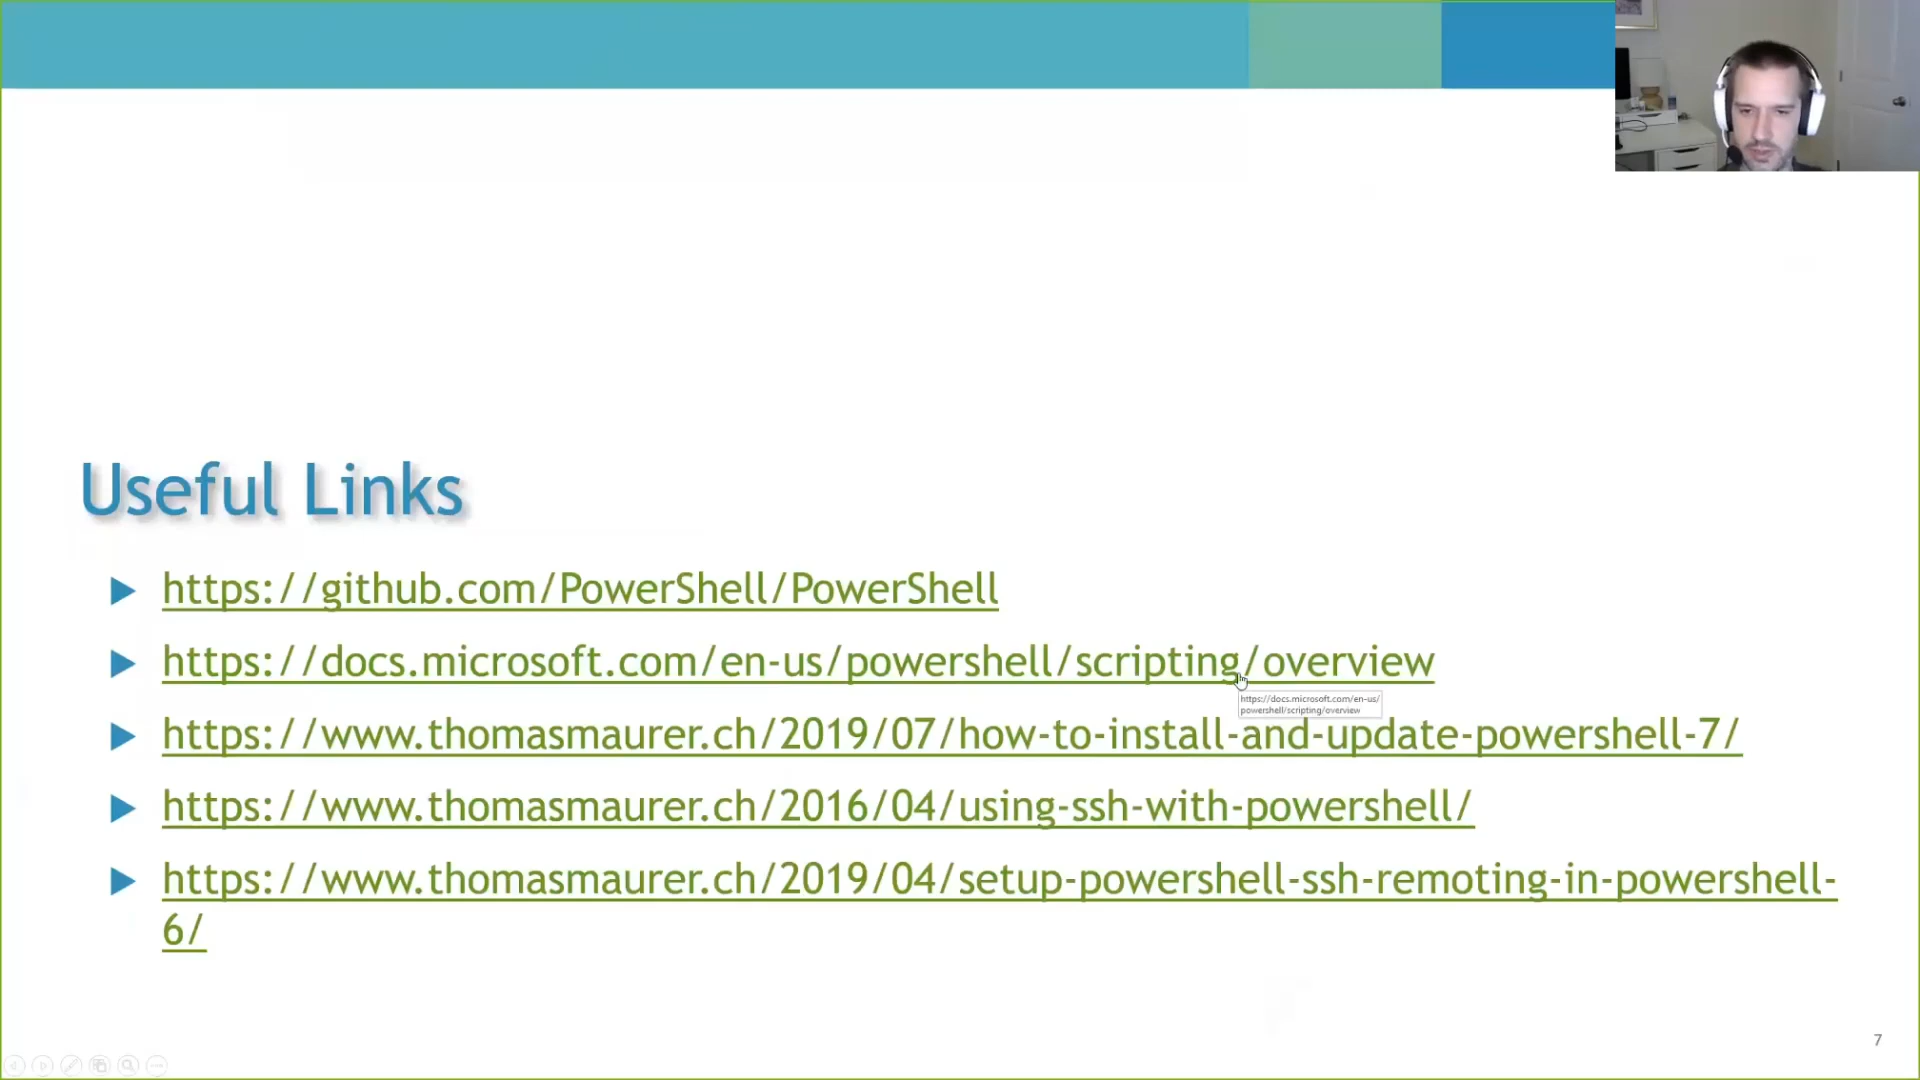 Useful Links
https://github.com/PowerShell/PowerShell
https://docs.microsoft.com/en-us/powershell/scripting/overview
https://docs.microsoft.com/en-us/
powershell/scripting/overview
https://www.thomasmaurer.ch/2019/07/how-to-install-and-update-powershell-7/
https://www.thomasmaurer.ch/2016/04/using-ssh-with-powershell/
https://www.thomasmaurer.ch/2019/04/setup-powershell-ssh-remoting-in-powershell-
6/
7